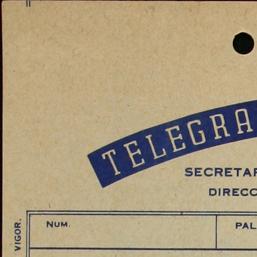 TELEGRA
SECRETAR
DIRECC
NUM.
PAL
VIGOR.